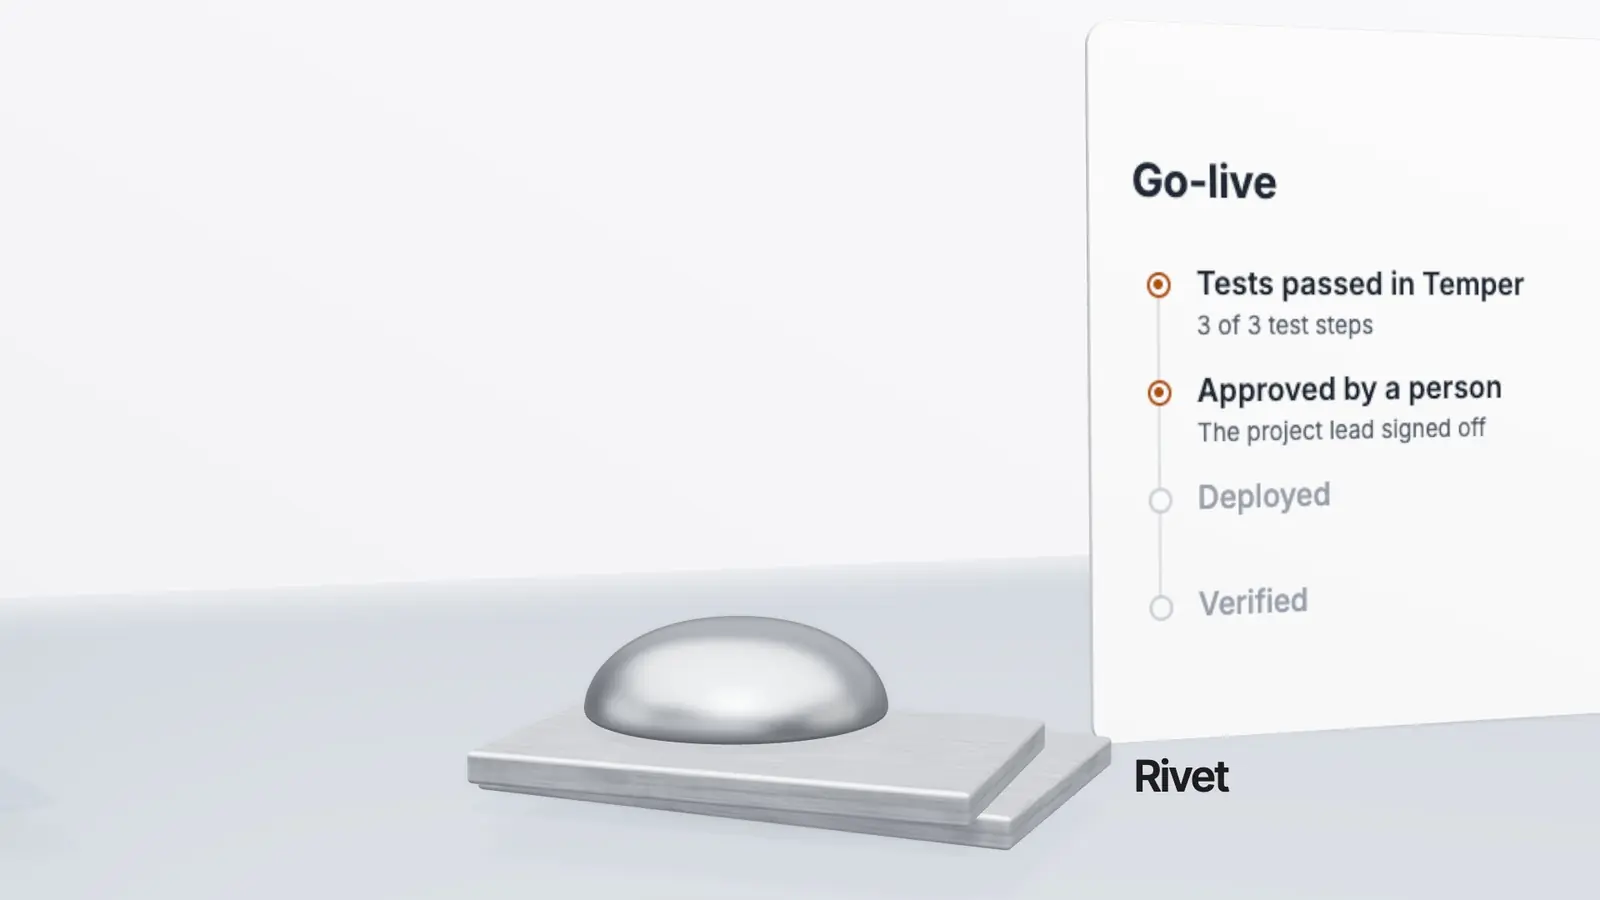 Go-live
Tests passed in Temper
3 of 3 test steps
Approved by a person
The project lead signed off
Deployed
Verified
Rivet